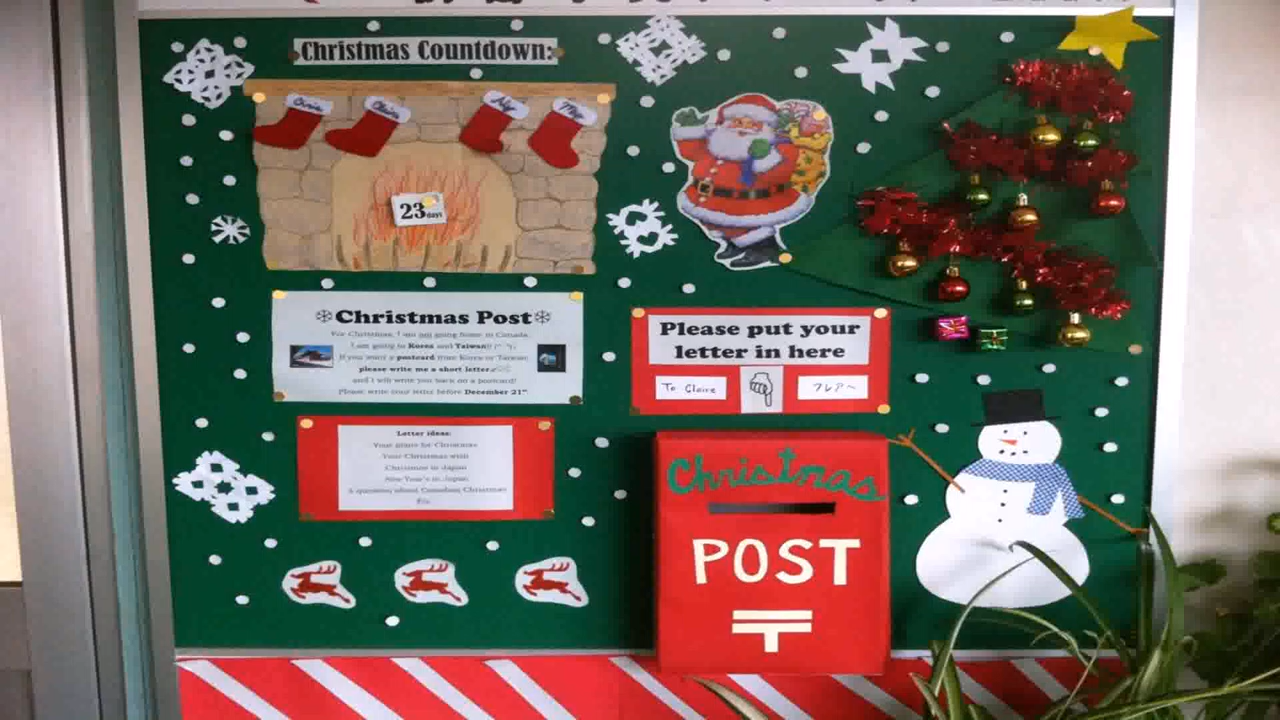 Christmas Countdown:
Claire
23 days
❄Christmas Post❄
For Christmas, I am not going home to Canada.
I am going to Korea and Taiwan!!
If you want a postcard from Korea or Taiwan,
please write me a short letter
and I will write you back on a postcard!
Please write your letter before December 21st
Please put your
letter in here
To Claire
クレアへ
Letter ideas:
Your plans for Christmas
Your Christmas wish
Christmas in Japan
New Year's in Japan
A question about Canadian Christmas
Etc.
Christmas
POST
〒